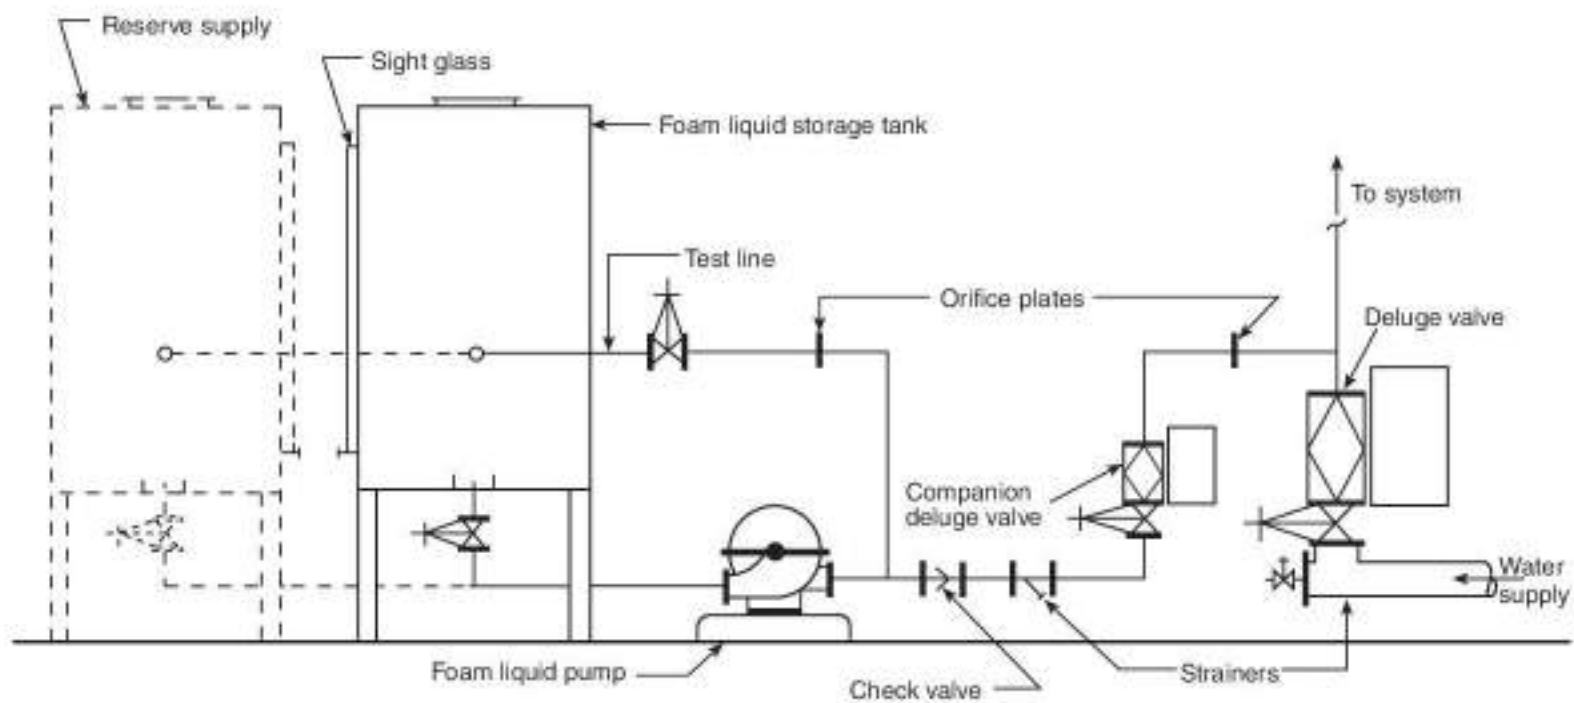 Reserve supply
Sight glass
Foam liquid storage tank
To system
Test line
Orifice plates
Deluge valve
Companion
deluge valve
Water
supply
Foam liquid pump
Check valve
Strainers